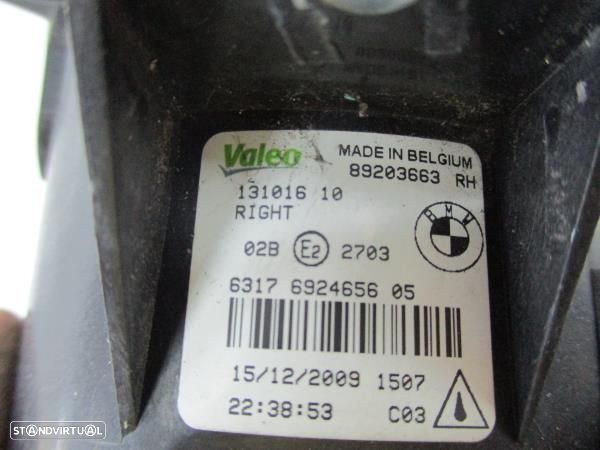 Valeo
MADE IN BELGIUM
89203663 RH
131016 10
RIGHT
BMW
02B E2 2703
6317 6924656 05
15/12/2009 1507
22:38:53 C03
STANDVIRTUAL